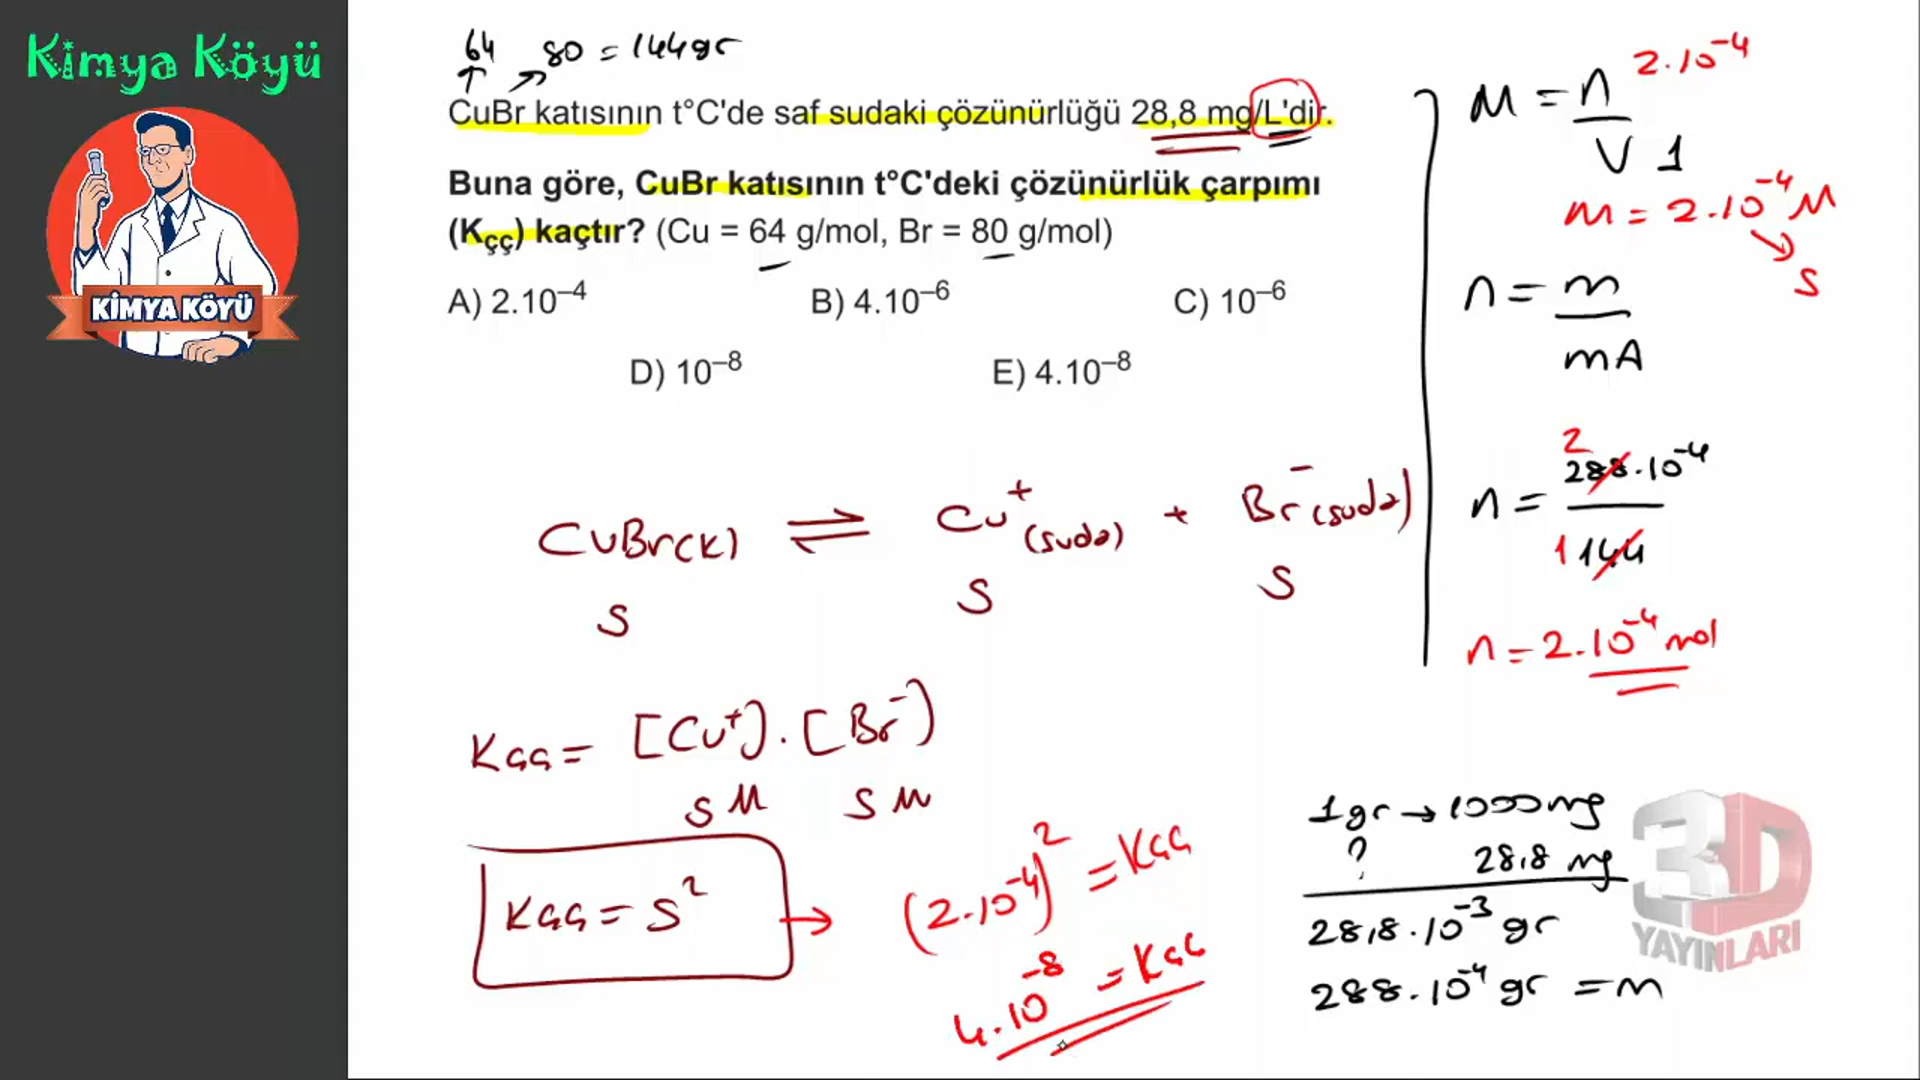 Kimya Köyü
KİMYA KÖYÜ
64 80 = 144gr
CuBr katısının t°C'de saf sudaki çözünürlüğü 28,8 mg/L'dir.
Buna göre, CuBr katısının t°C'deki çözünürlük çarpımı
(Kçç) kaçtır? (Cu = 64 g/mol, Br = 80 g/mol)
A) 2.10⁻⁴ B) 4.10⁻⁶ C) 10⁻⁶
D) 10⁻⁸ E) 4.10⁻⁸
CuBr(k) ⇌ Cu⁺(suda) + Br⁻(suda)
S S S
Kçç = [Cu⁺].[Br⁻]
S M S M
Kçç = S²
→ (2.10⁻⁴)² = Kçç
4.10⁻⁸ = Kçç
M = n 2.10⁻⁴
V 1
M = 2.10⁻⁴ M
S
n = m
mA
2
n = 288.10⁻⁴
1 144
n = 2.10⁻⁴ mol
1gr → 1000mg
? 28,8 mg
28,8.10⁻³ gr
288.10⁻⁴ gr = m
3D
YAYINLARI